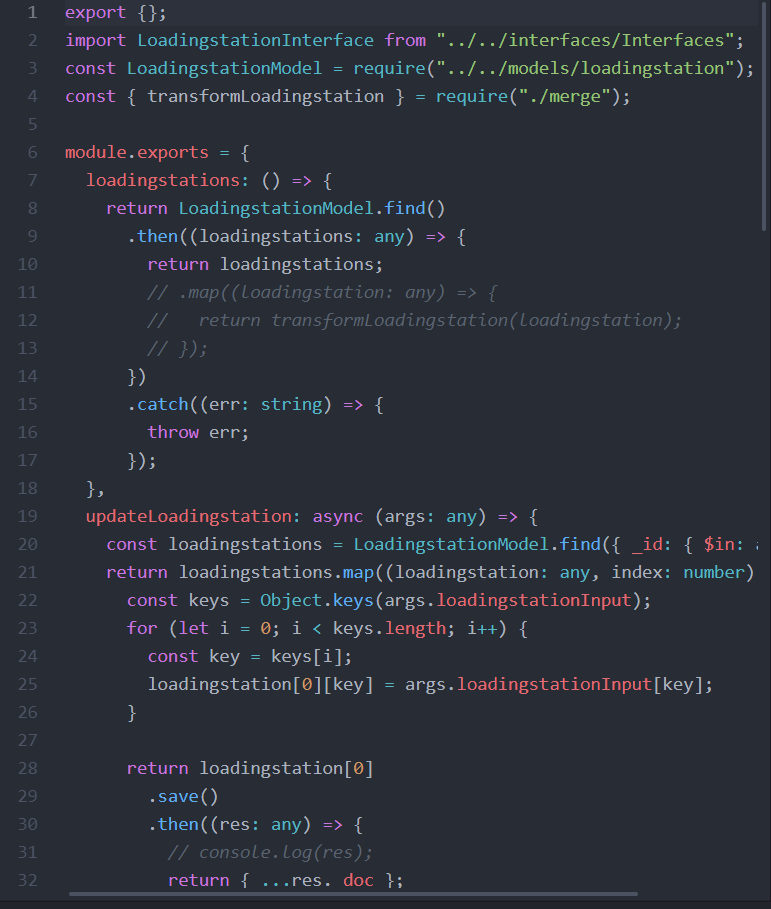 1 export {};
2 import LoadingstationInterface from "../../interfaces/Interfaces";
3 const LoadingstationModel = require("../../models/loadingstation");
4 const { transformLoadingstation } = require("./merge");
5
6 module.exports = {
7   loadingstations: () => {
8     return LoadingstationModel.find()
9       .then((loadingstations: any) => {
10         return loadingstations;
11         // .map((loadingstation: any) => {
12         //   return transformLoadingstation(loadingstation);
13         // });
14       })
15       .catch((err: string) => {
16         throw err;
17       });
18   },
19   updateLoadingstation: async (args: any) => {
20     const loadingstations = LoadingstationModel.find({ _id: { $in:
21     return loadingstations.map((loadingstation: any, index: number)
22       const keys = Object.keys(args.loadingstationInput);
23       for (let i = 0; i < keys.length; i++) {
24         const key = keys[i];
25         loadingstation[0][key] = args.loadingstationInput[key];
26       }
27
28       return loadingstation[0]
29         .save()
30         .then((res: any) => {
31           // console.log(res);
32           return { ...res. doc };